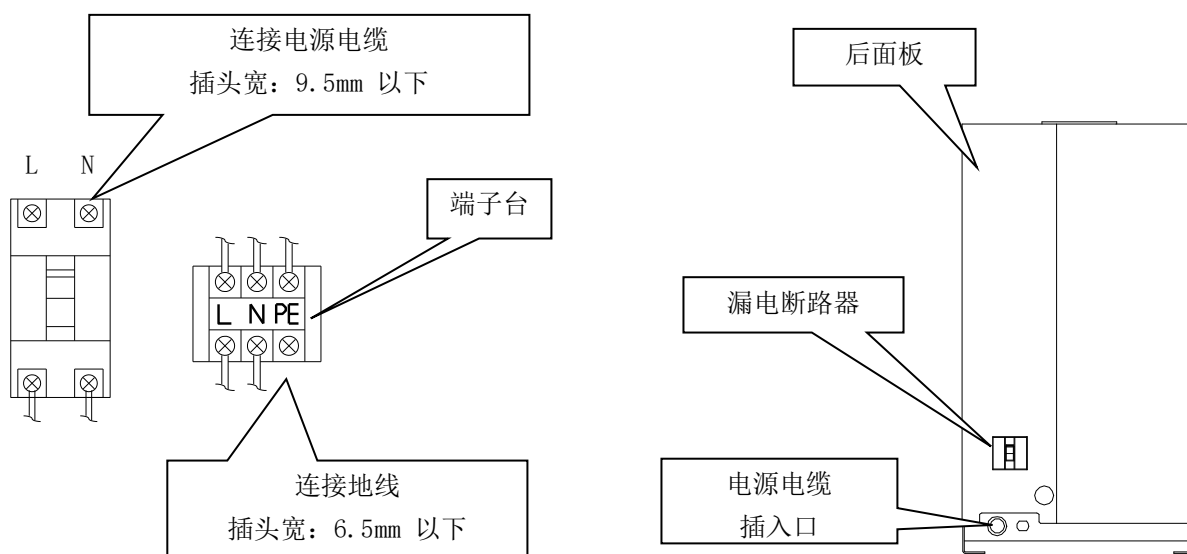 连接电源电缆
插头宽：9.5mm 以下
后面板
L N
端子台
L N PE
漏电断路器
连接地线
插头宽：6.5mm 以下
电源电缆
插入口